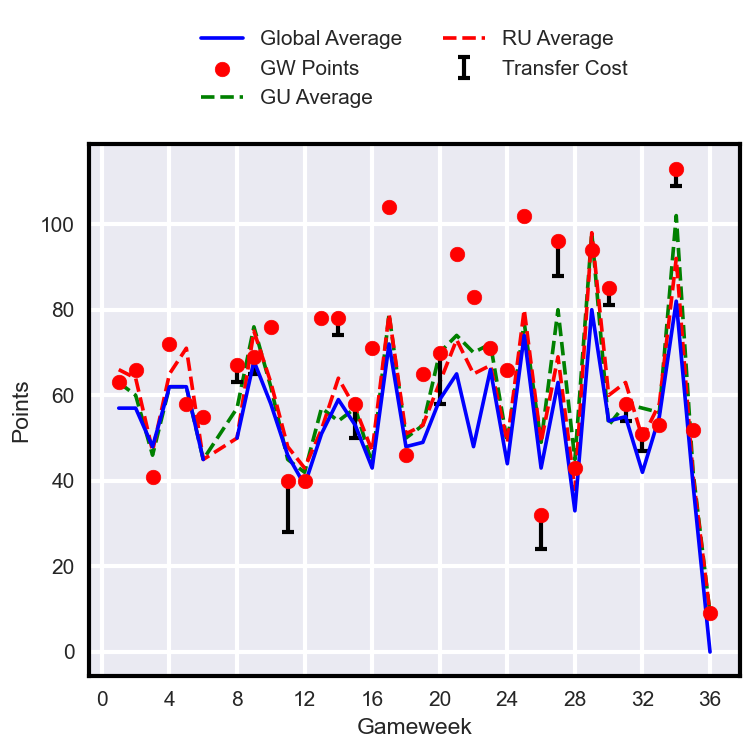 Global Average
GW Points
GU Average
RU Average
Transfer Cost
Points
100
80
60
40
20
0
0 4 8 12 16 20 24 28 32 36
Gameweek